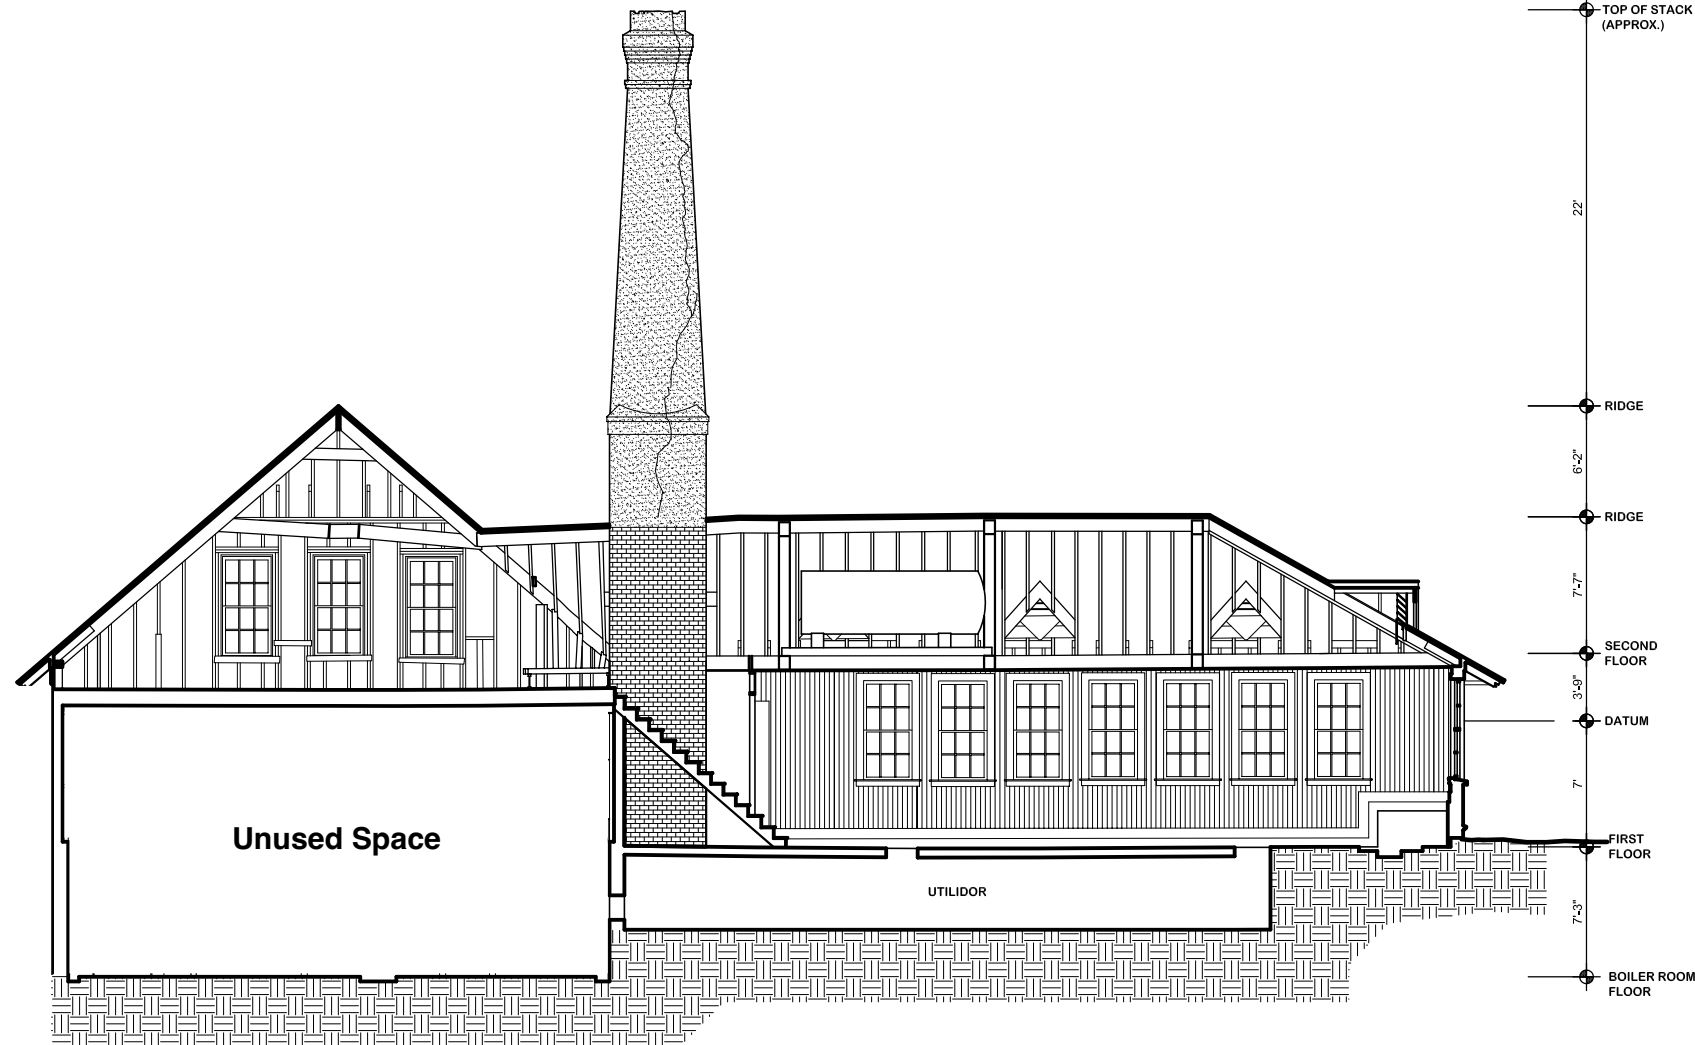 TOP OF STACK
(APPROX.)
22'
RIDGE
6'-2"
RIDGE
7'-7"
SECOND
FLOOR
3'-9"
DATUM
7'
Unused Space
FIRST
FLOOR
UTILIDOR
7'-3"
BOILER ROOM
FLOOR